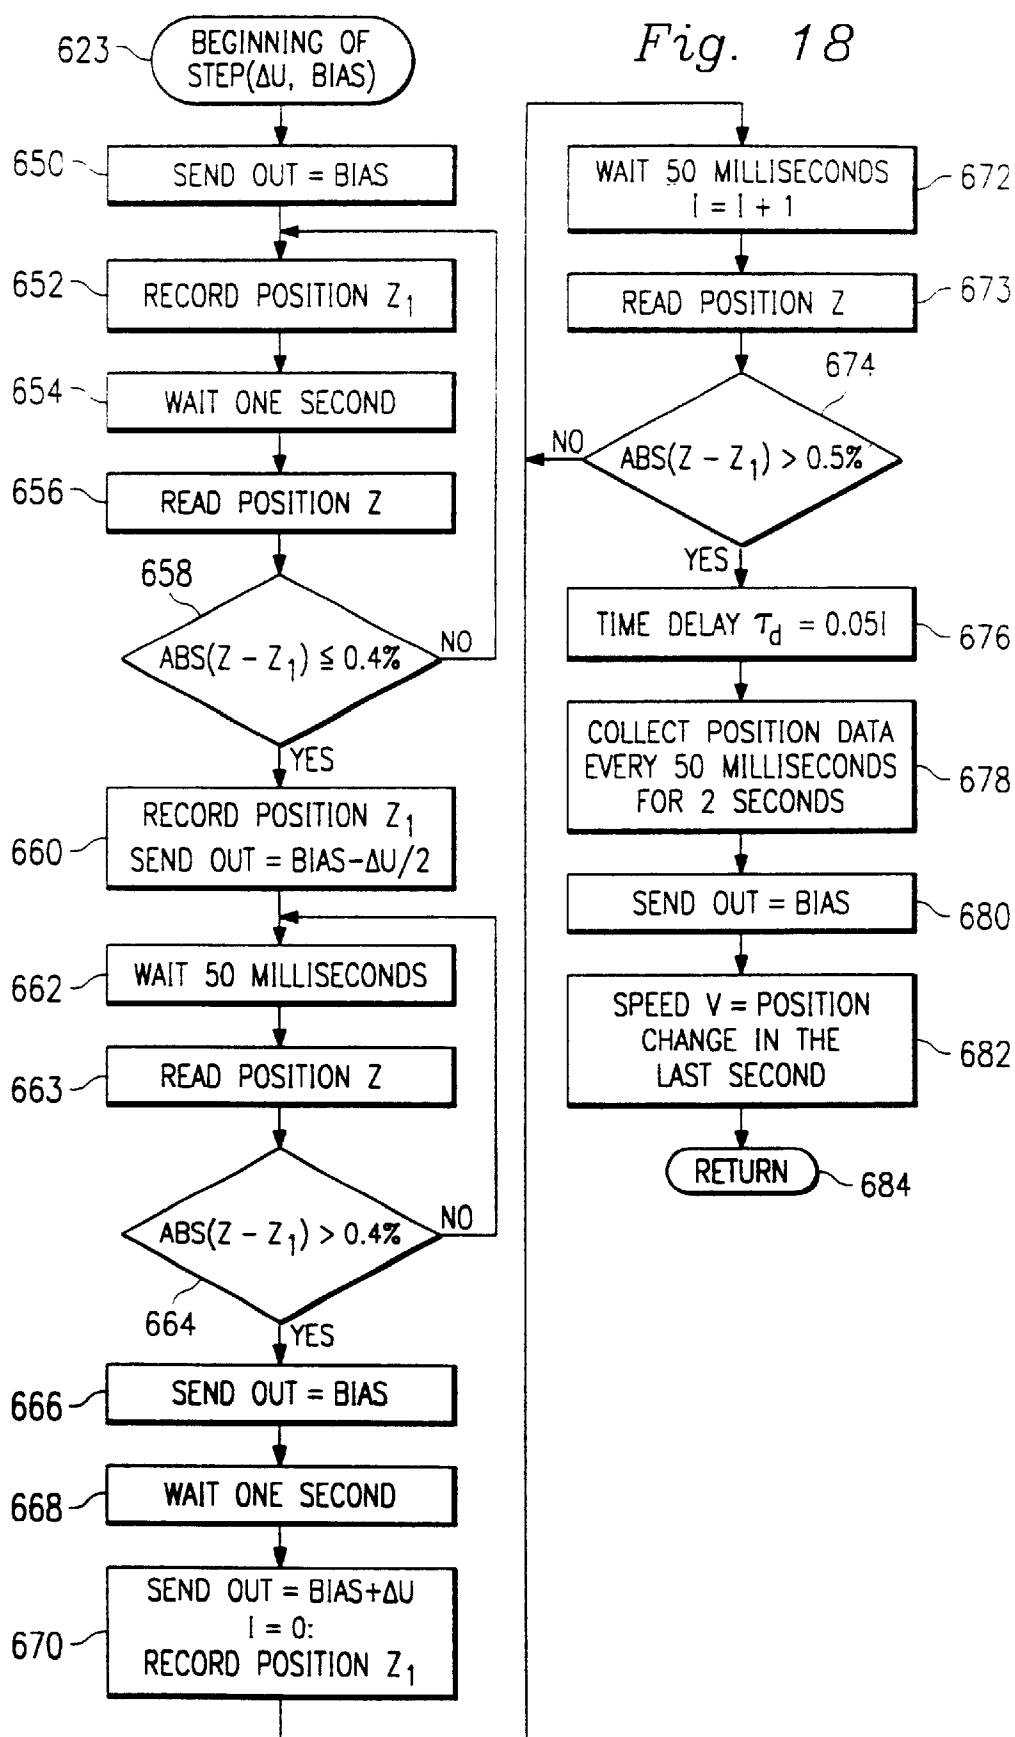 Fig. 18
623
BEGINNING OF
STEP(ΔU, BIAS)
650
SEND OUT = BIAS
652
RECORD POSITION Z1
654
WAIT ONE SECOND
656
READ POSITION Z
658
ABS(Z - Z1) ≦ 0.4%
NO
YES
660
RECORD POSITION Z1
SEND OUT = BIAS-ΔU/2
662
WAIT 50 MILLISECONDS
663
READ POSITION Z
ABS(Z - Z1) > 0.4%
NO
664
YES
666
SEND OUT = BIAS
668
WAIT ONE SECOND
670
SEND OUT = BIAS+ΔU
I = 0:
RECORD POSITION Z1
WAIT 50 MILLISECONDS
I = I + 1
672
READ POSITION Z
673
674
NO
ABS(Z - Z1) > 0.5%
YES
TIME DELAY τd = 0.05I
676
COLLECT POSITION DATA
EVERY 50 MILLISECONDS
FOR 2 SECONDS
678
SEND OUT = BIAS
680
SPEED V = POSITION
CHANGE IN THE
LAST SECOND
682
RETURN
684